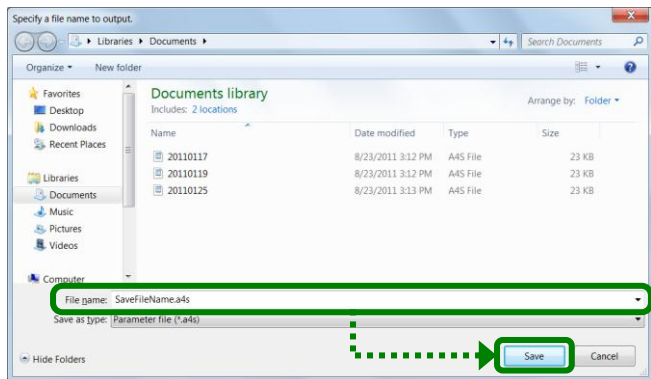 Specify a file name to output.
Libraries Documents Search Documents
Organize New folder
Favorites
Desktop
Downloads
Recent Places
Libraries
Documents
Music
Pictures
Videos
Computer
Documents library
Includes: 2 locations
Arrange by: Folder
Name Date modified Type Size
20110117 8/23/2011 3:12 PM A4S File 23 KB
20110119 8/23/2011 3:12 PM A4S File 23 KB
20110125 8/23/2011 3:13 PM A4S File 23 KB
File name: SaveFileName.a4s
Save as type: Parameter file (*.a4s)
Hide Folders Save Cancel